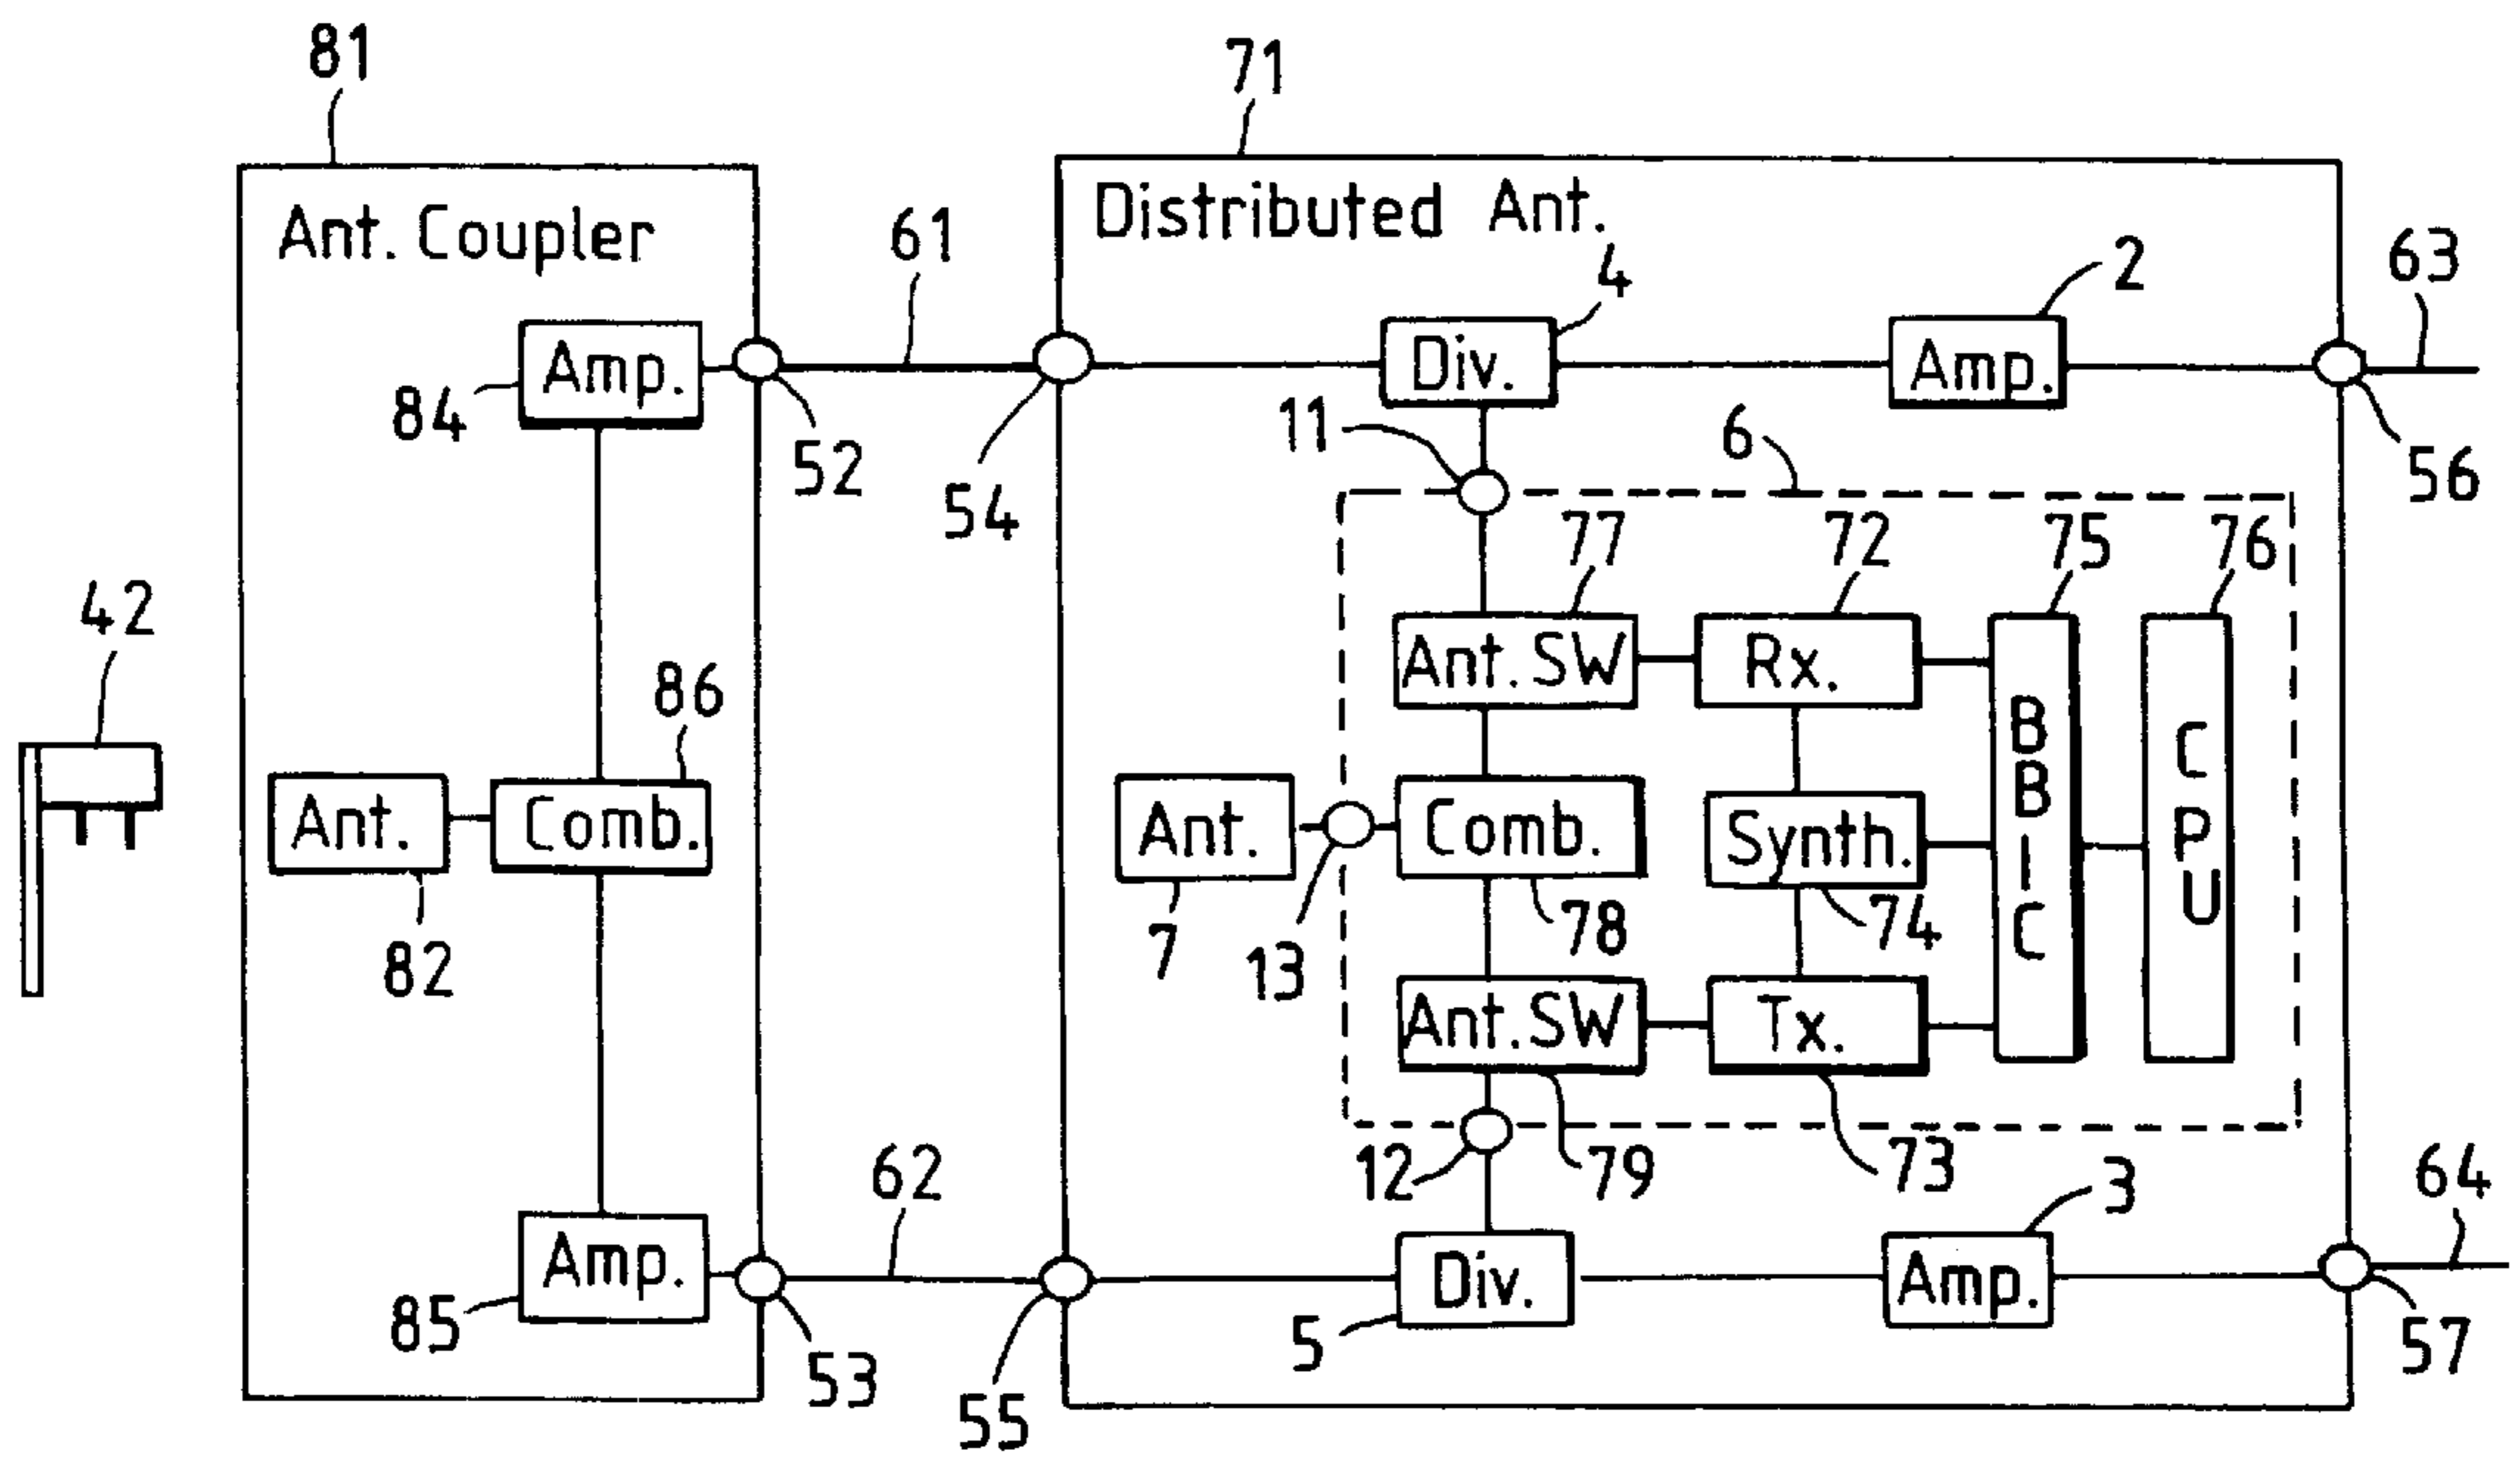 81
71
Ant. Coupler
Distributed Ant.
61
4
2
63
Amp.
Div.
Amp.
84
52
54
11
6
56
77
72
75
76
42
86
Ant. SW
Rx.
BBIC
CPU
Ant.
Comb.
Ant.
Comb.
Synth.
82
7
13
78
74
Ant. SW
Tx.
62
12
79
73
3
64
Amp.
Div.
Amp.
85
53
55
5
57